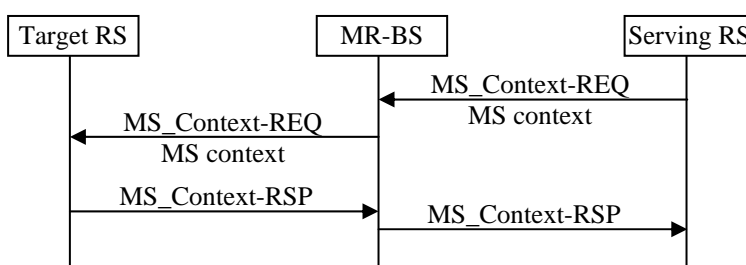 Target RS
MR-BS
Serving RS
MS_Context-REQ
MS context
MS_Context-REQ
MS context
MS_Context-RSP
MS_Context-RSP